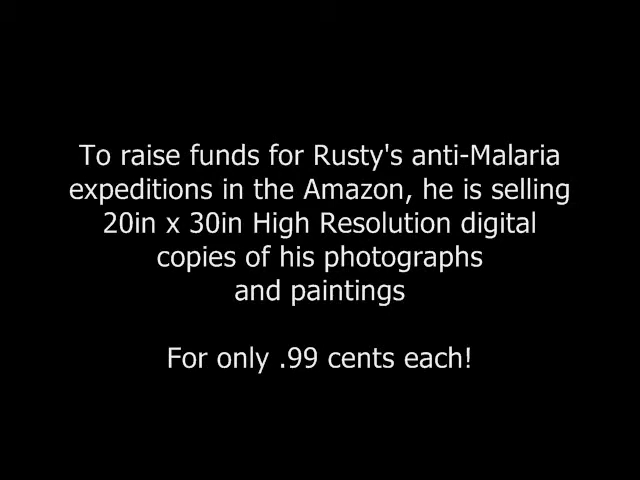 To raise funds for Rusty's anti-Malaria
expeditions in the Amazon, he is selling
20in x 30in High Resolution digital
copies of his photographs
and paintings
For only .99 cents each!